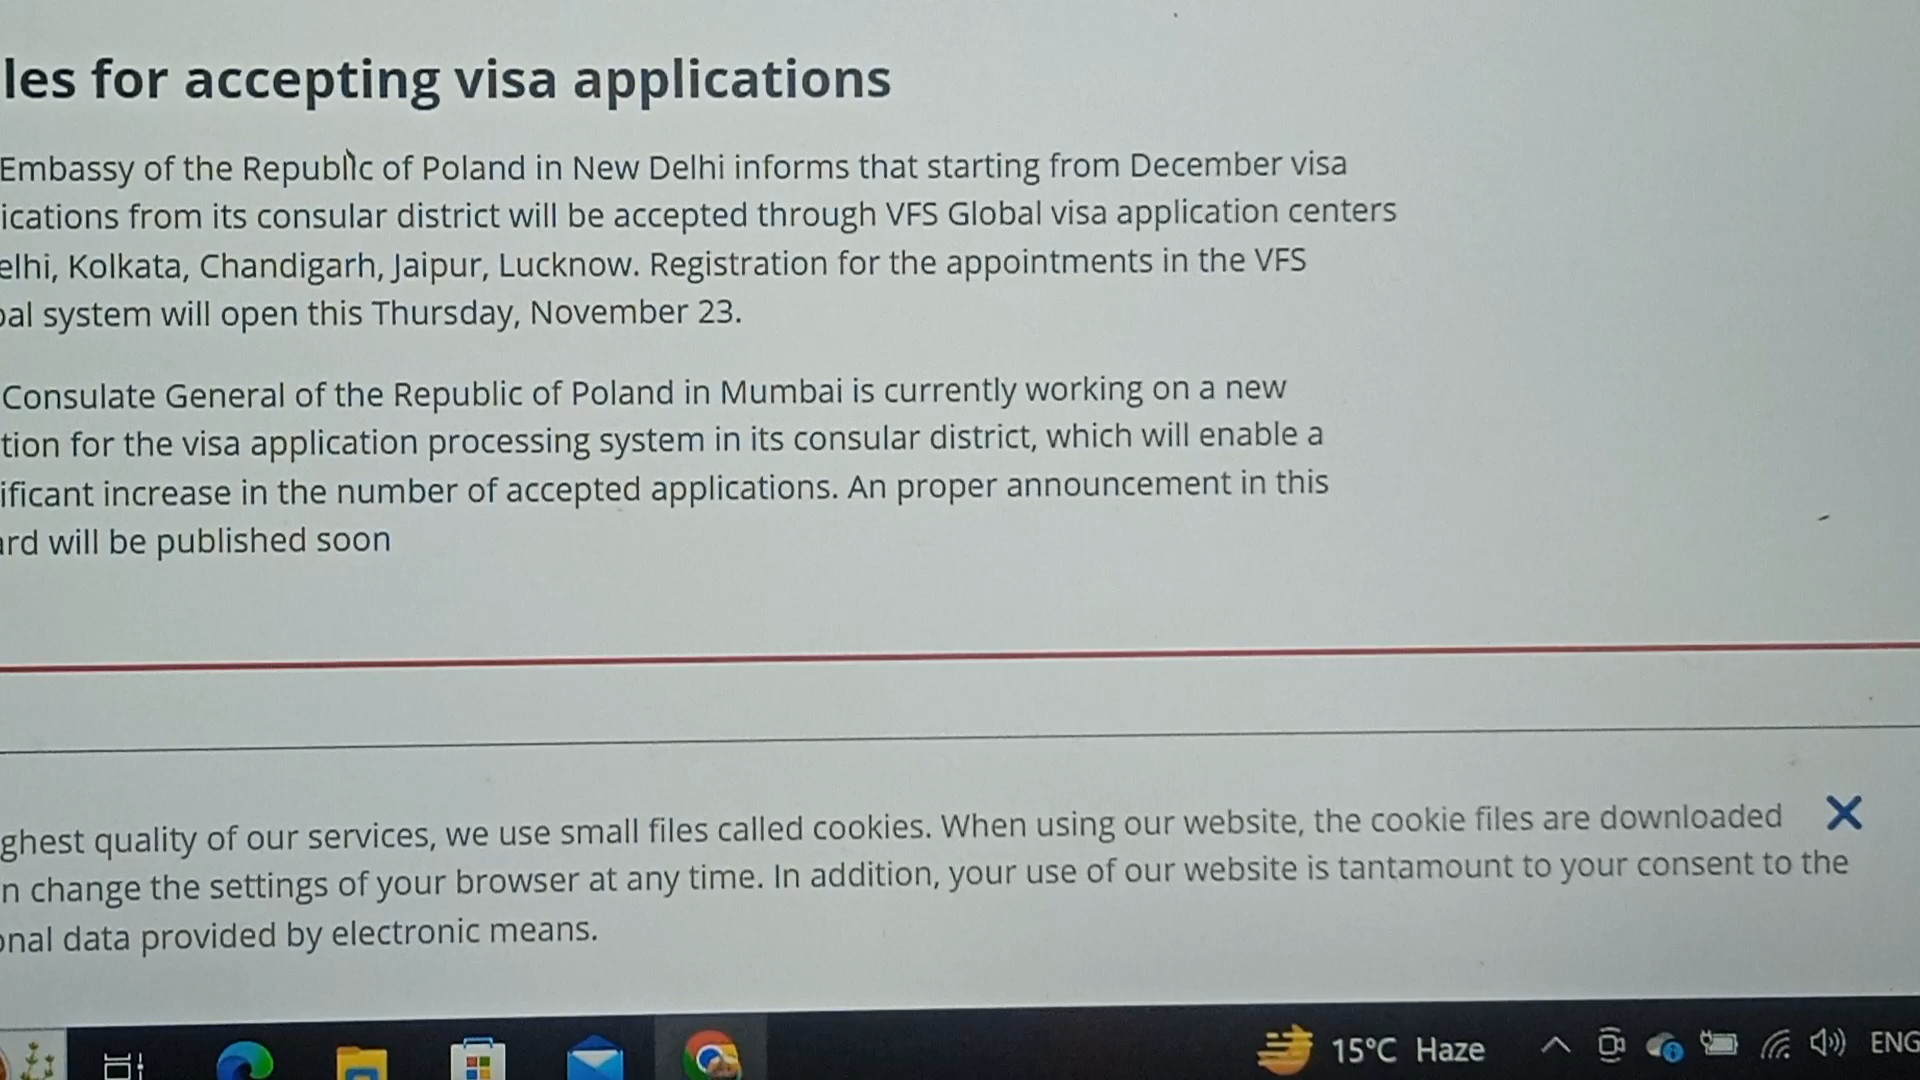 les for accepting visa applications
Embassy of the Republic of Poland in New Delhi informs that starting from December visa
ications from its consular district will be accepted through VFS Global visa application centers
elhi, Kolkata, Chandigarh, Jaipur, Lucknow. Registration for the appointments in the VFS
bal system will open this Thursday, November 23.
Consulate General of the Republic of Poland in Mumbai is currently working on a new
tion for the visa application processing system in its consular district, which will enable a
ificant increase in the number of accepted applications. An proper announcement in this
ard will be published soon
ghest quality of our services, we use small files called cookies. When using our website, the cookie files are downloaded
n change the settings of your browser at any time. In addition, your use of our website is tantamount to your consent to the
onal data provided by electronic means.
15°C Haze
ENG